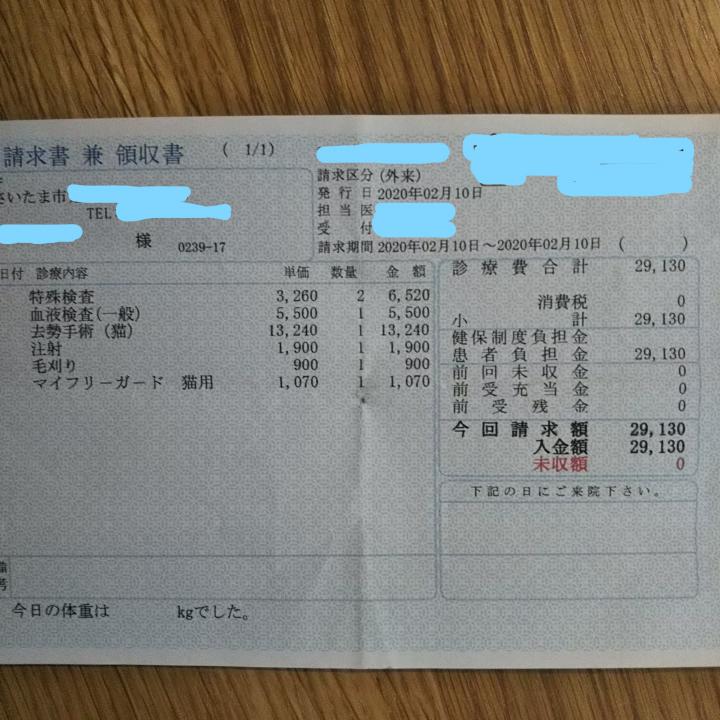 請求書 兼 領収書 ( 1/1)
さいたま市
TEL
様 0239-17
請求区分 (外来)
発行日 2020年02月10日
担当医
受付
請求期間 2020年02月10日～2020年02月10日 ( )
日付 診療内容 単価 数量 金額
特殊検査 3,260 2 6,520
血液検査(一般) 5,500 1 5,500
去勢手術 (猫) 13,240 1 13,240
注射 1,900 1 1,900
毛刈り 900 1 900
マイフリーガード 猫用 1,070 1 1,070
診療費合計 29,130
消費税 0
小計 29,130
健保制度負担金
患者負担金 29,130
前回未収金 0
前受充当金 0
前受残金 0
今回請求額 29,130
入金額 29,130
未収額 0
下記の日にご来院下さい。
備考
今日の体重は kgでした。